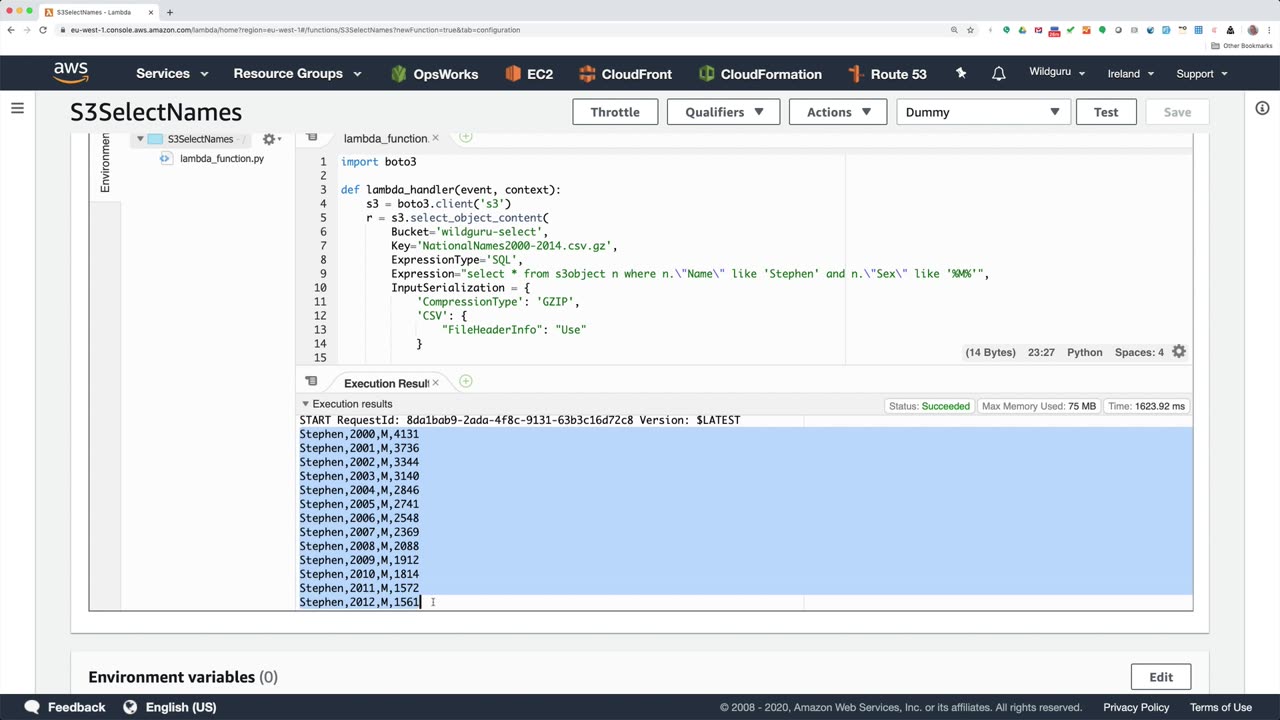 S3SelectNames - Lambda
eu-west-1.console.aws.amazon.com/lambda/home?region=eu-west-1#/functions/S3SelectNames?newFunction=true&tab=configuration
Other Bookmarks
aws Services Resource Groups OpsWorks EC2 CloudFront CloudFormation Route 53 Wildguru Ireland Support
S3SelectNames Throttle Qualifiers Actions Dummy Test Save
Environment
S3SelectNames - /
lambda_function.py
lambda_function.
1 import boto3
2
3 def lambda_handler(event, context):
4 s3 = boto3.client('s3')
5 r = s3.select_object_content(
6 Bucket='wildguru-select',
7 Key='NationalNames2000-2014.csv.gz',
8 ExpressionType='SQL',
9 Expression="select * from s3object n where n.\"Name\" like 'Stephen' and n.\"Sex\" like '%M%'",
10 InputSerialization = {
11 'CompressionType': 'GZIP',
12 'CSV': {
13 "FileHeaderInfo": "Use"
14 }
15
(14 Bytes) 23:27 Python Spaces: 4
Execution Resul
Execution results
Status: Succeeded Max Memory Used: 75 MB Time: 1623.92 ms
START RequestId: 8da1bab9-2ada-4f8c-9131-63b3c16d72c8 Version: $LATEST
Stephen,2000,M,4131
Stephen,2001,M,3736
Stephen,2002,M,3344
Stephen,2003,M,3140
Stephen,2004,M,2846
Stephen,2005,M,2741
Stephen,2006,M,2548
Stephen,2007,M,2369
Stephen,2008,M,2088
Stephen,2009,M,1912
Stephen,2010,M,1814
Stephen,2011,M,1572
Stephen,2012,M,1561
Environment variables (0)
Edit
Feedback English (US) © 2008 - 2020, Amazon Web Services, Inc. or its affiliates. All rights reserved. Privacy Policy Terms of Use